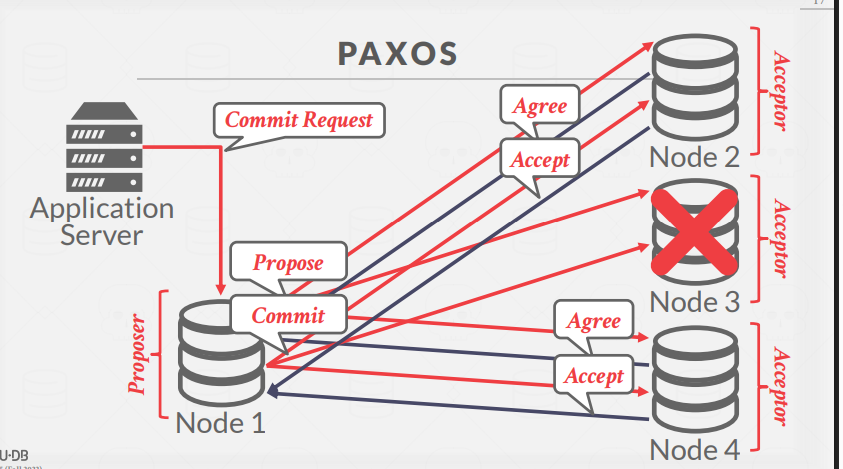 17
PAXOS
Commit Request
Application
Server
Agree
Accept
Node 2
Acceptor
Node 3
Acceptor
Propose
Commit
Proposer
Node 1
Agree
Accept
Node 4
Acceptor
U·DB